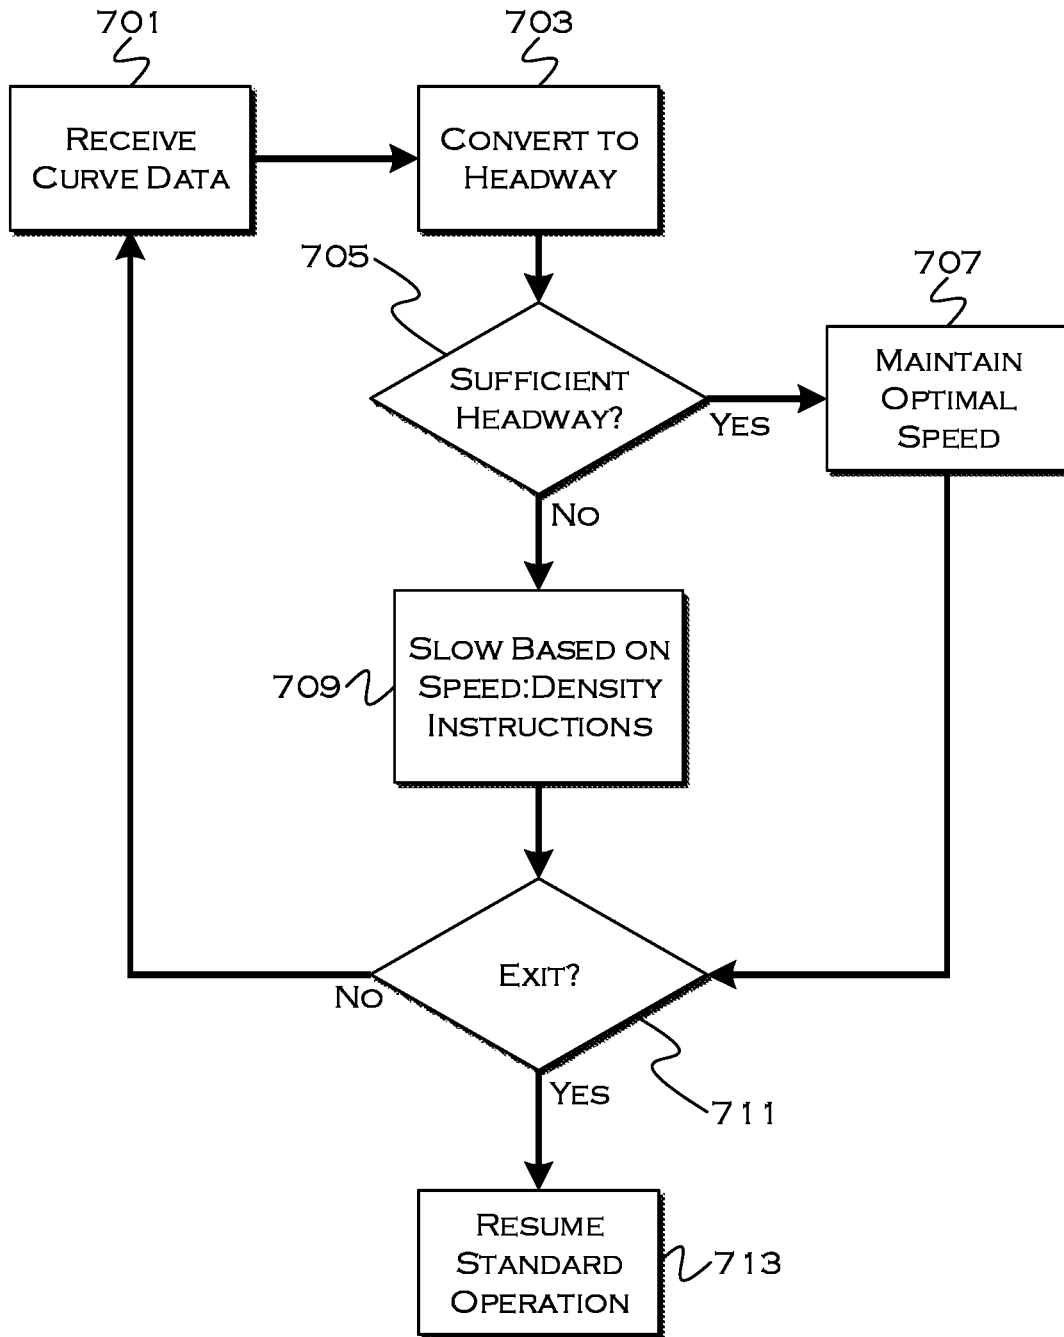 701
703
RECEIVE
CURVE DATA
CONVERT TO
HEADWAY
705
707
SUFFICIENT
HEADWAY?
YES
MAINTAIN
OPTIMAL
SPEED
NO
709
SLOW BASED ON
SPEED:DENSITY
INSTRUCTIONS
EXIT?
NO
YES
711
RESUME
STANDARD
OPERATION
713